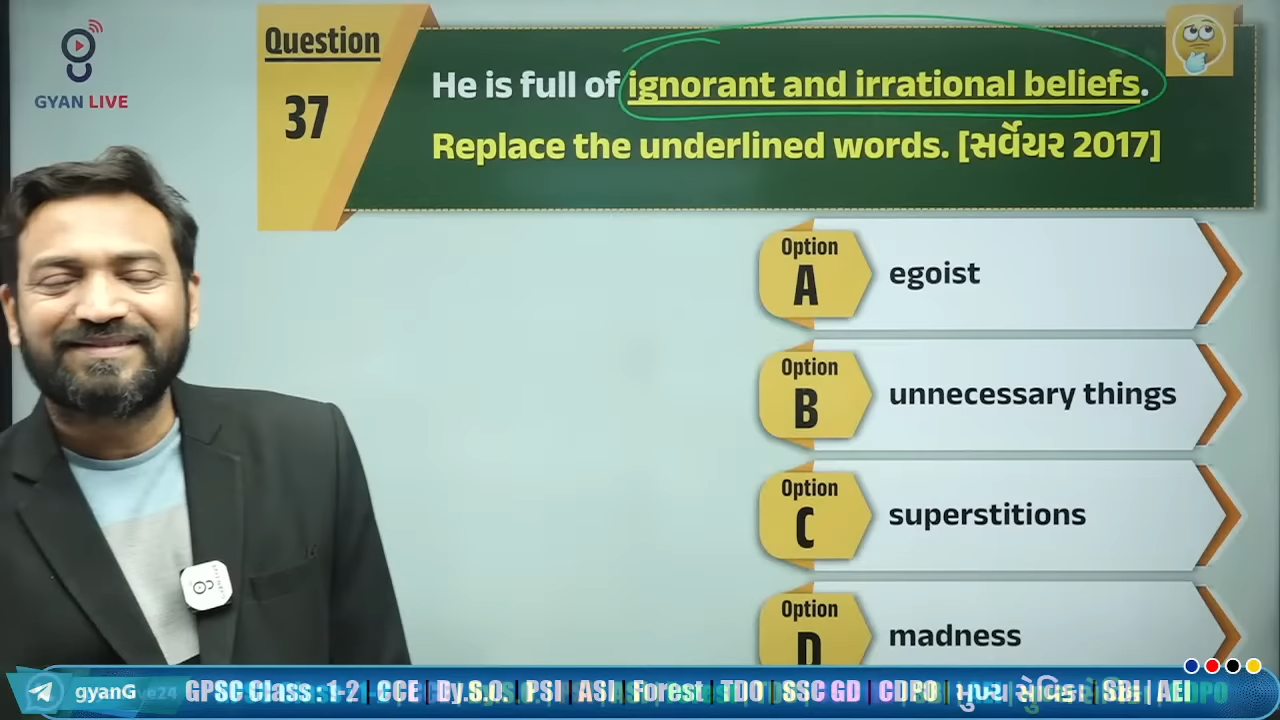 GYAN LIVE
Question
37
He is full of ignorant and irrational beliefs.
Replace the underlined words. [સર્વેયર 2017]
Option
A
egoist
Option
B
unnecessary things
Option
C
superstitions
Option
D
madness
gyanG
GPSC Class : 1-2 | CCE | Dy.S.O. | PSI | ASI | Forest | TDO | SSC GD | CDPO | મુખ્ય સેવિકા | SBI | AEI